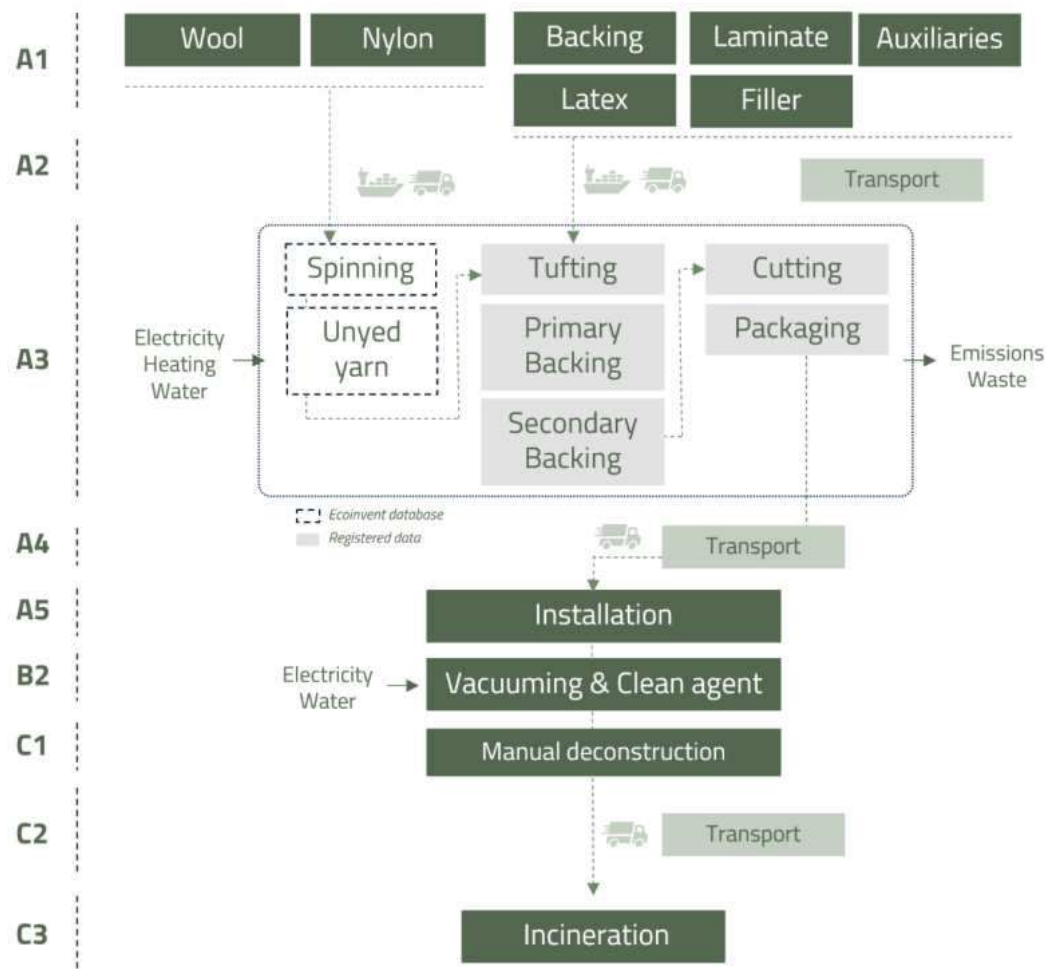 A1
Wool
Nylon
Backing
Laminate
Auxiliaries
Latex
Filler
A2
Transport
A3
Electricity
Heating
Water
Spinning
Unyed
yarn
Tufting
Primary
Backing
Secondary
Backing
Cutting
Packaging
Emissions
Waste
Ecoinvent database
Registered data
A4
Transport
A5
Installation
B2
Electricity
Water
Vacuuming & Clean agent
C1
Manual deconstruction
C2
Transport
C3
Incineration